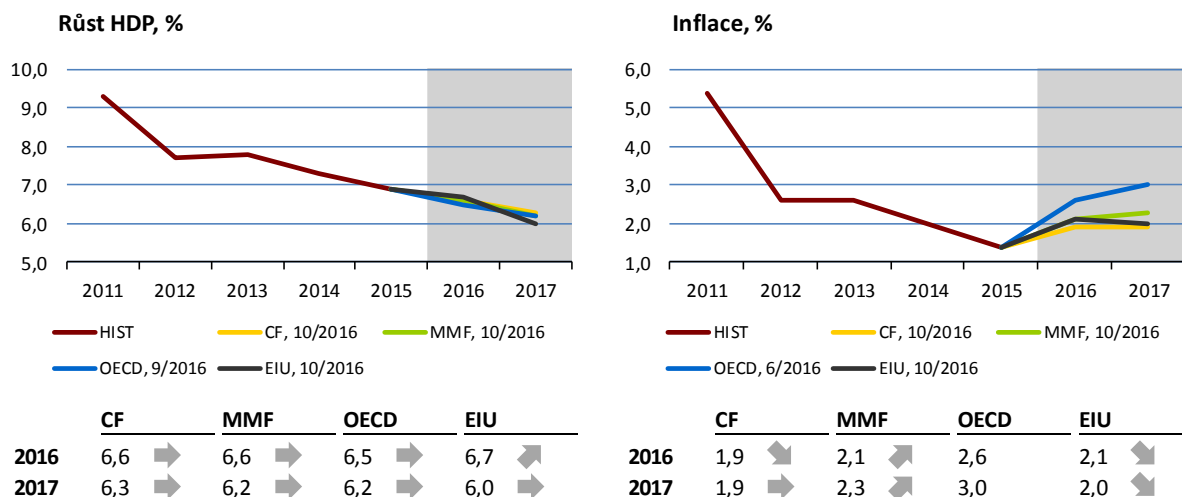 Růst HDP, %
10,0
9,0
8,0
7,0
6,0
5,0
2011 2012 2013 2014 2015 2016 2017
HIST CF, 10/2016 MMF, 10/2016
OECD, 9/2016 EIU, 10/2016
CF MMF OECD EIU
2016 6,6 6,6 6,5 6,7
2017 6,3 6,2 6,2 6,0
Inflace, %
6,0
5,0
4,0
3,0
2,0
1,0
2011 2012 2013 2014 2015 2016 2017
HIST CF, 10/2016 MMF, 10/2016
OECD, 6/2016 EIU, 10/2016
CF MMF OECD EIU
2016 1,9 2,1 2,6 2,1
2017 1,9 2,3 3,0 2,0